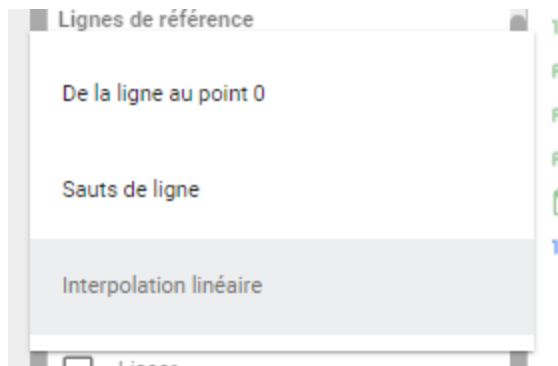 Lignes de référence
De la ligne au point 0
Sauts de ligne
Interpolation linéaire